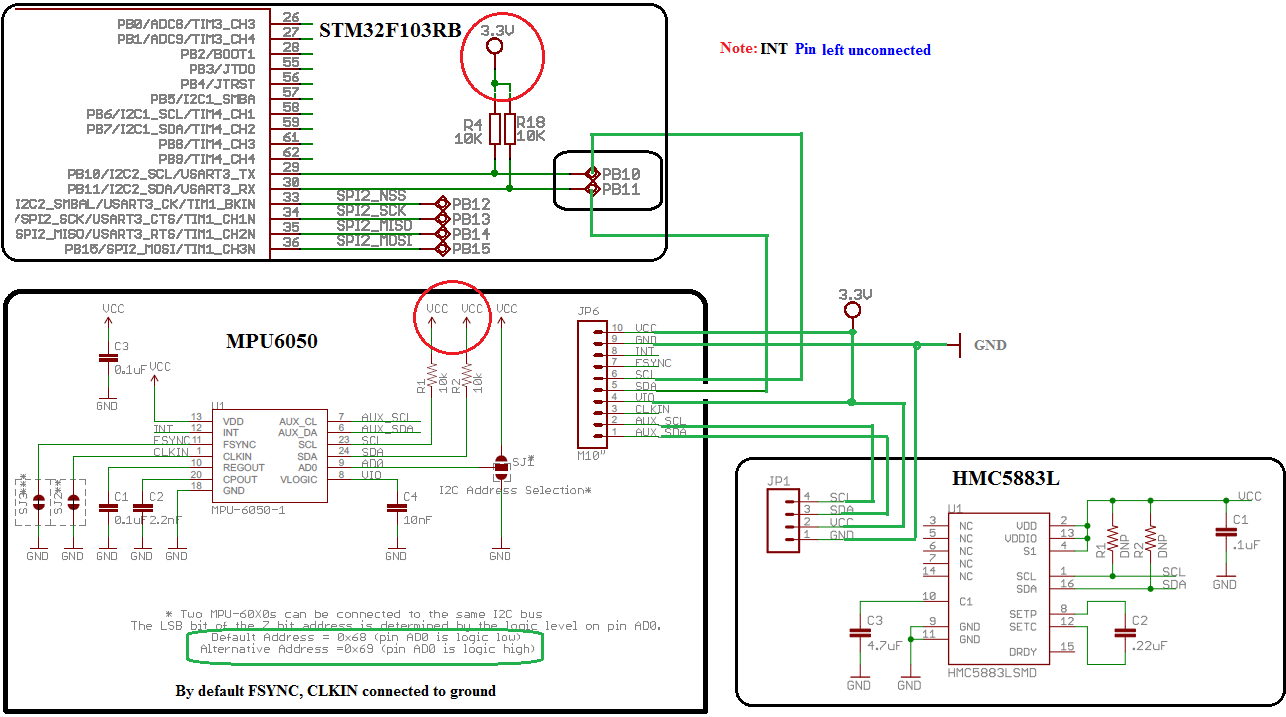 STM32F103RB
Note: INT Pin left unconnected
3.3V
PB0/ADC8/TIM3_CH3 26
PB1/ADC9/TIM3_CH4 27
PB2/BOOT1 28
PB3/JTDO 55
PB4/JTRST 56
PB5/I2C1_SMBA 57
PB6/I2C1_SCL/TIM4_CH1 58
PB7/I2C1_SDA/TIM4_CH2 59
PB8/TIM4_CH3 61
PB9/TIM4_CH4 62
PB10/I2C2_SCL/USART3_TX 29
PB11/I2C2_SDA/USART3_RX 30
I2C2_SMBAL/USART3_CK/TIM1_BKIN 33
/SPI2_SCK/USART3_CTS/TIM1_CH1N 34
SPI2_MISO/USART3_RTS/TIM1_CH2N 35
PB15/SPI2_MOSI/TIM1_CH3N 36
R4
10K
R18
10K
PB10
PB11
SPI2_NSS PB12
SPI2_SCK PB13
SPI2_MISO PB14
SPI2_MOSI PB15
MPU6050
VCC
C3
0.1uF
GND
VCC
VCC
VCC
VCC
R1
10k
R2
10k
U1
INT
FSYNC
CLKIN
13 VDD
12 INT
11 FSYNC
1 CLKIN
10 REGOUT
20 CPOUT
18 GND
AUX_CL 7 AUX_SCL
AUX_DA 6 AUX_SDA
SCL 23 SCL
SDA 24 SDA
AD0 9 AD0
VLOGIC 8 VIO
MPU-6050-1
SJ3**
SJ2**
C1
0.1uF
C2
2.2nF
C4
10nF
SJ1*
I2C Address Selection*
GND
GND
GND
GND
GND
GND
GND
JP6
10 VCC
9 GND
8 INT
7 FSYNC
6 SCL
5 SDA
4 VIO
3 CLKIN
2 AUX_SCL
1 AUX_SDA
M10"
3.3V
GND
* Two MPU-60X0s can be connected to the same I2C bus
The LSB bit of the 7 bit address is determined by the logic level on pin AD0.
Default Address = 0x68 (pin AD0 is logic low)
Alternative Address =0x69 (pin AD0 is logic high)
By default FSYNC, CLKIN connected to ground
HMC5883L
JP1
4 SCL
3 SDA
2 VCC
1 GND
U1
3 NC
5 NC
6 NC
7 NC
14 NC
10 C1
9 GND
11 GND
VDD 2
VDDIO 13
S1 4
SCL 1
SDA 16
SETP 8
SETC 12
DRDY 15
HMC5883LSMD
R1
DNP
R2
DNP
VCC
C1
.1uF
GND
SCL
SDA
C2
.22uF
C3
4.7uF
GND
GND